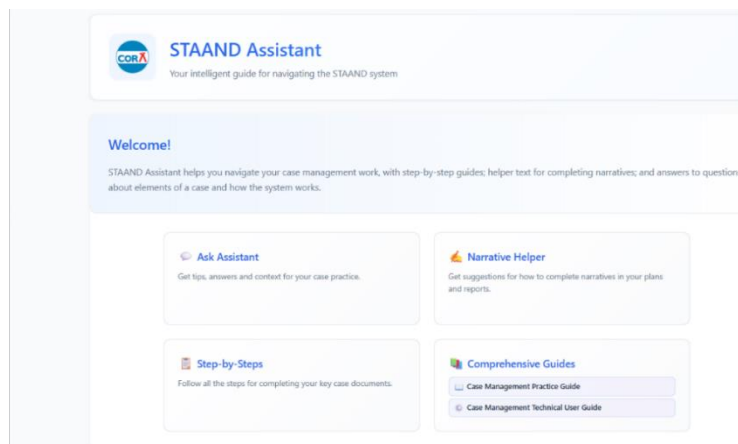 CORA
STAAND Assistant
Your intelligent guide for navigating the STAAND system
Welcome!
STAAND Assistant helps you navigate your case management work, with step-by-step guides; helper text for completing narratives; and answers to question
about elements of a case and how the system works.
Ask Assistant
Get tips, answers and context for your case practice.
Narrative Helper
Get suggestions for how to complete narratives in your plans
and reports.
Step-by-Steps
Follow all the steps for completing your key case documents.
Comprehensive Guides
Case Management Practice Guide
Case Management Technical User Guide